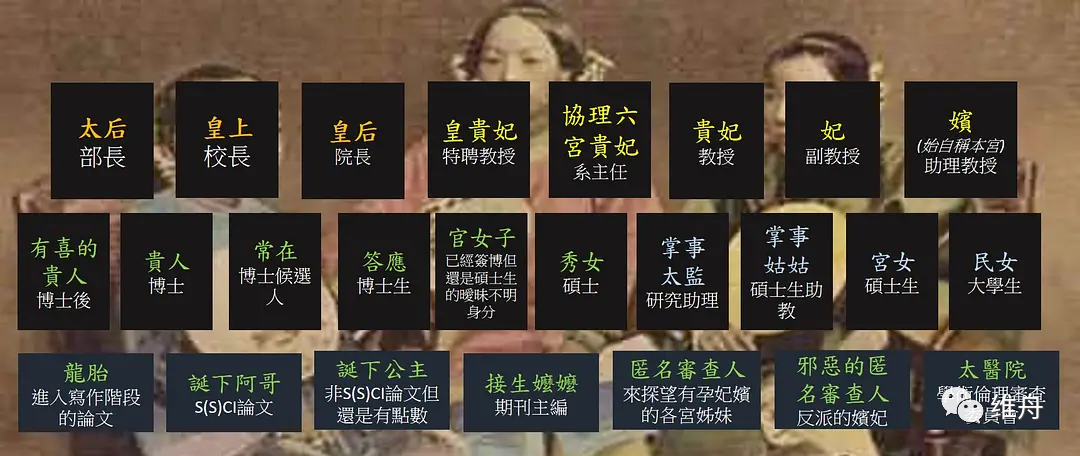 太后
部長
皇上
校長
皇后
院長
皇貴妃
特聘教授
協理六
宮貴妃
系主任
貴妃
教授
妃
副教授
嬪
(始自稱本宮)
助理教授
有喜的
貴人
博士後
貴人
博士
常在
博士候選
人
答應
博士生
官女子
已經簽博但
還是碩士生
的曖昧不明
身分
秀女
碩士
掌事
太監
研究助理
掌事
姑姑
碩士生助
教
宮女
碩士生
民女
大學生
龍胎
進入寫作階段
的論文
誕下阿哥
S(S)CI論文
誕下公主
非S(S)CI論文但
還是有點數
接生嬤嬤
期刊主編
匿名審查人
來探望有孕妃嬪
的各宮姊妹
邪惡的匿
名審查人
反派的嬪妃
太醫院
倫理審查
維舟